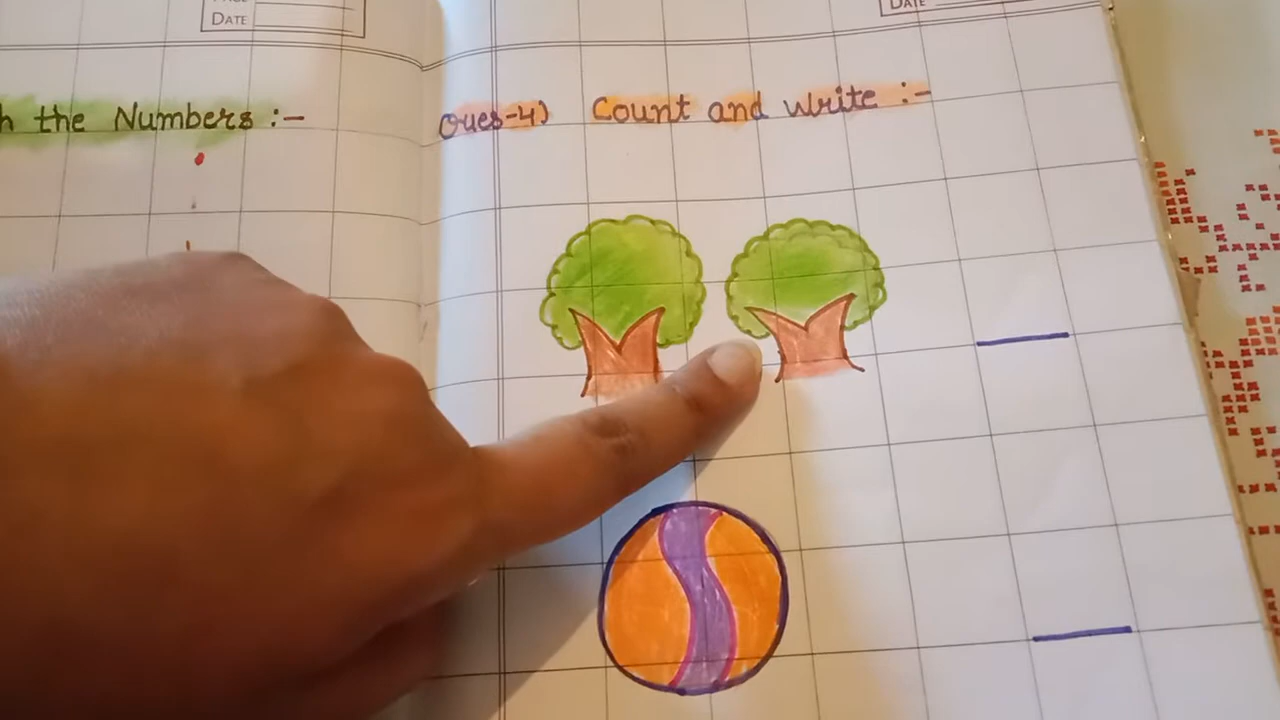 DATE
DATE
the Numbers :-
Ques-4) Count and write :-